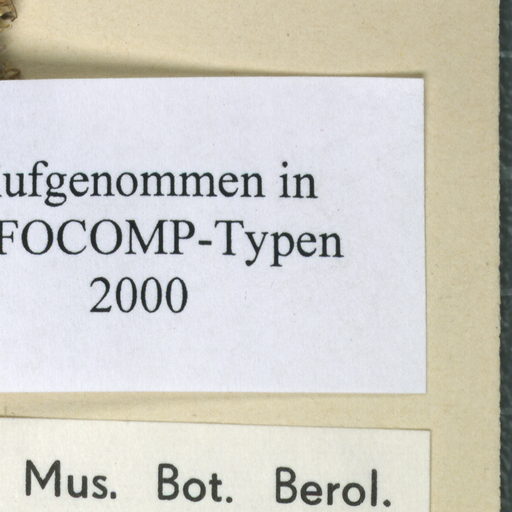 ufgenommen in
FOCOMP-Typen
2000
Mus. Bot. Berol.